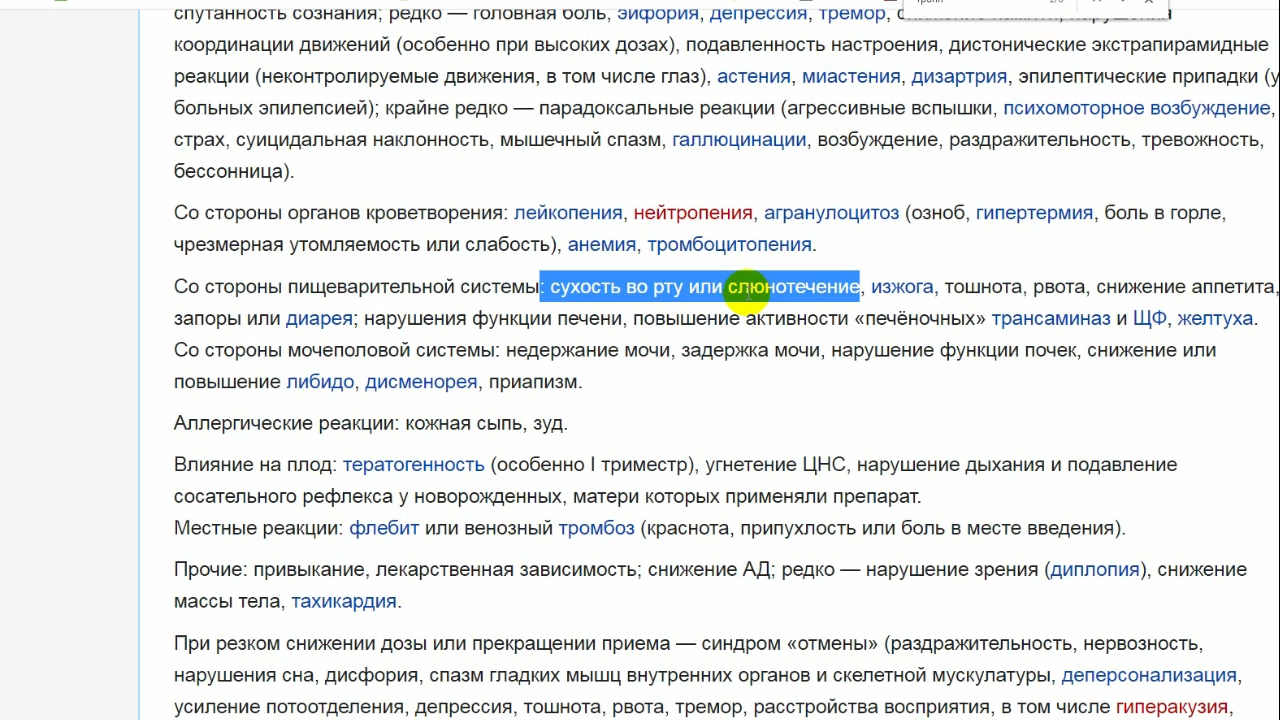 спутанность сознания; редко — головная боль, эйфория, депрессия, тремор,
координации движений (особенно при высоких дозах), подавленность настроения, дистонические экстрапирамидные
реакции (неконтролируемые движения, в том числе глаз), астения, миастения, дизартрия, эпилептические припадки (у
больных эпилепсией); крайне редко — парадоксальные реакции (агрессивные вспышки, психомоторное возбуждение,
страх, суицидальная наклонность, мышечный спазм, галлюцинации, возбуждение, раздражительность, тревожность,
бессонница).
Со стороны органов кроветворения: лейкопения, нейтропения, агранулоцитоз (озноб, гипертермия, боль в горле,
чрезмерная утомляемость или слабость), анемия, тромбоцитопения.
Со стороны пищеварительной системы: сухость во рту или слюнотечение, изжога, тошнота, рвота, снижение аппетита,
запоры или диарея; нарушения функции печени, повышение активности «печёночных» трансаминаз и ЩФ, желтуха.
Со стороны мочеполовой системы: недержание мочи, задержка мочи, нарушение функции почек, снижение или
повышение либидо, дисменорея, приапизм.
Аллергические реакции: кожная сыпь, зуд.
Влияние на плод: тератогенность (особенно I триместр), угнетение ЦНС, нарушение дыхания и подавление
сосательного рефлекса у новорожденных, матери которых применяли препарат.
Местные реакции: флебит или венозный тромбоз (краснота, припухлость или боль в месте введения).
Прочие: привыкание, лекарственная зависимость; снижение АД; редко — нарушение зрения (диплопия), снижение
массы тела, тахикардия.
При резком снижении дозы или прекращении приема — синдром «отмены» (раздражительность, нервозность,
нарушения сна, дисфория, спазм гладких мышц внутренних органов и скелетной мускулатуры, деперсонализация,
усиление потоотделения, депрессия, тошнота, рвота, тремор, расстройства восприятия, в том числе гиперакузия,